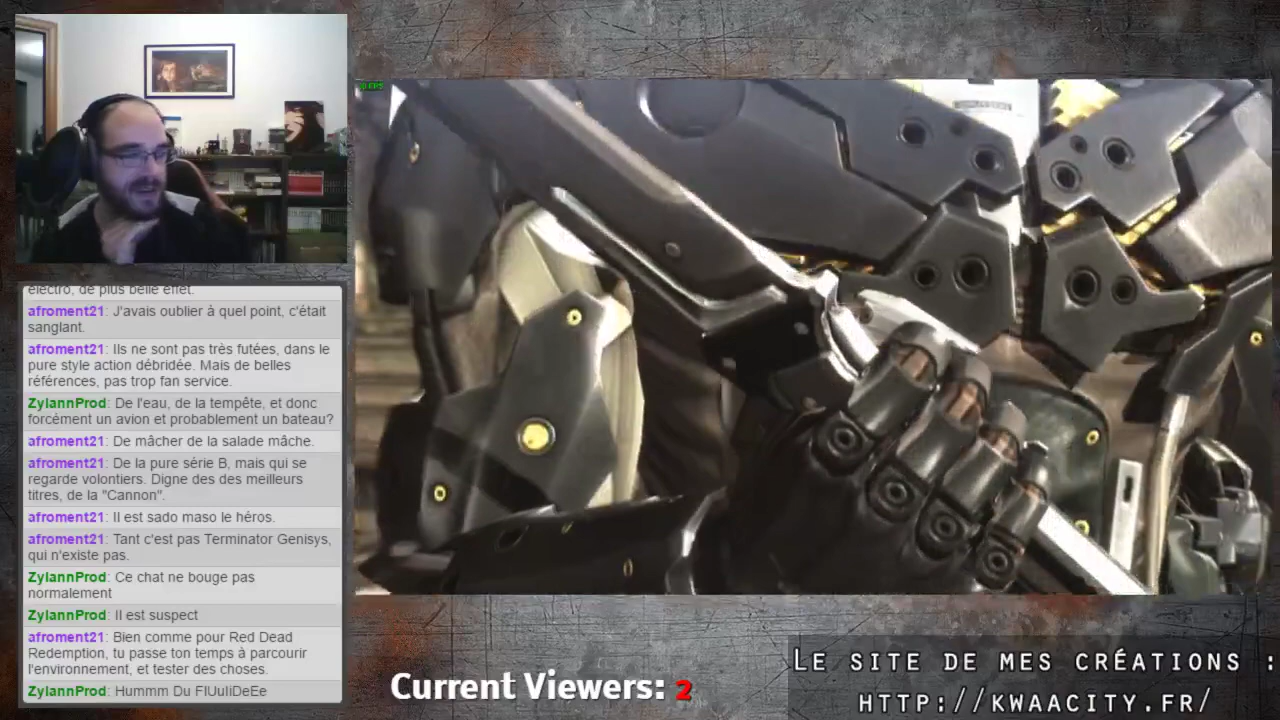 électro, de plus belle effet.
afroment21: J'avais oublier à quel point, c'était
sanglant.
afroment21: Ils ne sont pas très futées, dans le
pure style action débridée. Mais de belles
références, pas trop fan service.
ZylannProd: De l'eau, de la tempête, et donc
forcément un avion et probablement un bateau?
afroment21: De mâcher de la salade mâche.
afroment21: De la pure série B, mais qui se
regarde volontiers. Digne des des meilleurs
titres, de la "Cannon".
afroment21: Il est sado maso le héros.
afroment21: Tant c'est pas Terminator Genisys,
qui n'existe pas.
ZylannProd: Ce chat ne bouge pas
normalement
ZylannProd: Il est suspect
afroment21: Bien comme pour Red Dead
Redemption, tu passe ton temps à parcourir
l'environnement, et tester des choses.
ZylannProd: Hummm Du FlUuIiDeEe
Current Viewers: 2
Le site de mes créations :
http://kwaacity.fr/